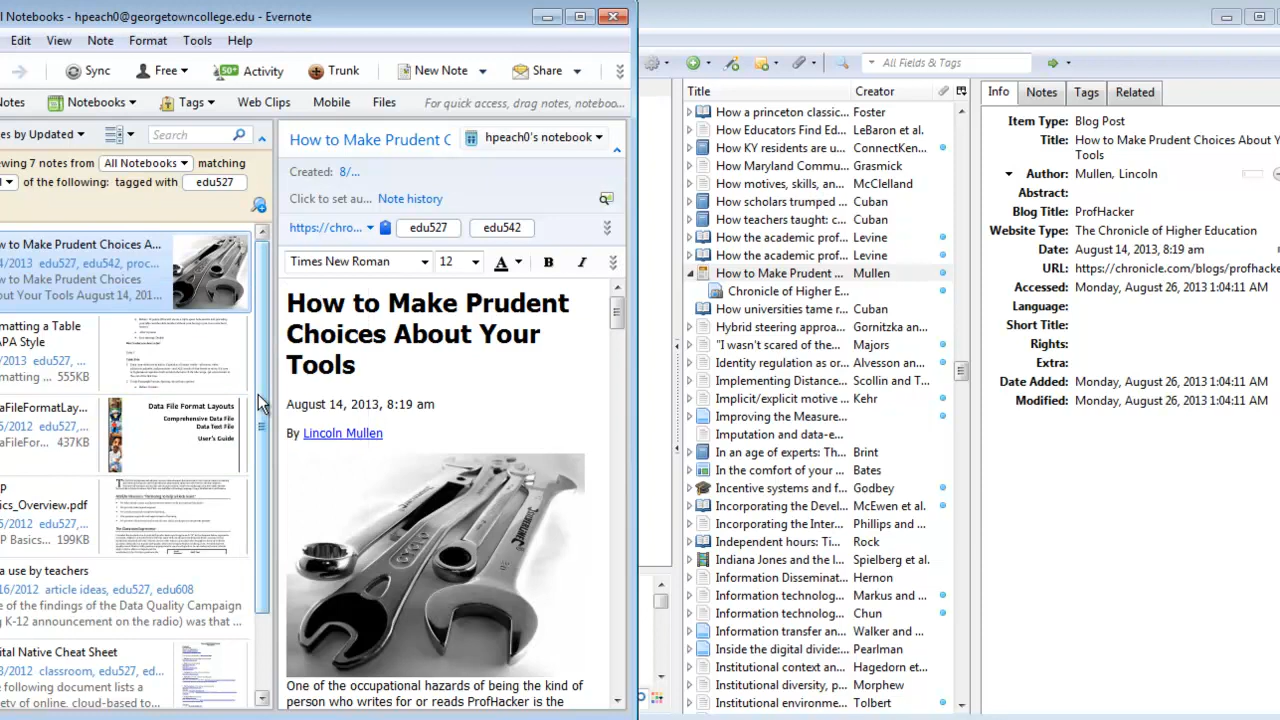 ll Notebooks - hpeach0@georgetowncollege.edu - Evernote
Edit View Note Format Tools Help
Sync Free 50+ Activity Trunk New Note Share
Notes Notebooks Tags Web Clips Mobile Files For quick access, drag notes, noteboo...
es by Updated Search
ewing 7 notes from All Notebooks matching
of the following: tagged with edu527
w to Make Prudent Choices A...
4/2013 edu527, edu542, proc...
w to Make Prudent Choices
out Your Tools August 14, 201...
matting a Table
APA Style
/2013 edu527,...
matting ... 555KB
aFileFormatLay...
/2012 edu527,...
aFileFor... 437KB
Data File Format Layouts
Comprehensive Data File
Data Text File
User's Guide
P
ics_Overview.pdf
5/2012 edu527,...
P Basics... 199KB
a use by teachers
16/2012 article ideas, edu527, edu608
e of the findings of the Data Quality Campaign
g K-12 announcement on the radio) was that ...
ital Native Cheat Sheet
3/2012 classroom, edu527, ed...
following document lists a
ety of online, cloud-based to...
How to Make Prudent C hpeach0's notebook
Created: 8/...
Click to set au... Note history
https://chro... edu527 edu542
Times New Roman 12 A B I
How to Make Prudent
Choices About Your
Tools
August 14, 2013, 8:19 am
By Lincoln Mullen
One of the occupational hazards of being the kind of
person who writes for or reads ProfHacker is the
All Fields & Tags
Title Creator
How a princeton classic... Foster
How Educators Find Ed... LeBaron et al.
How KY residents are u... ConnectKen...
How Maryland Commu... Grasmick
How motives, skills, an... McClelland
How scholars trumped ... Cuban
How teachers taught: c... Cuban
How the academic prof... Levine
How the academic prof... Levine
How to Make Prudent ... Mullen
Chronicle of Higher E...
How universities tame r... Cuban
Hybrid steering approa... Gornitzka an...
"I wasn't scared of the... Majors
Identity regulation as o... Alvesson an...
Implementing Distance... Scollin and T...
Implicit/explicit motive ... Kehr
Improving the Measure...
Imputation and data-e...
In an age of experts: Th... Brint
In the comfort of your ... Bates
Incentive systems and i... Oadbey
Incorporating the Devel... McEwen et al.
Incorporating the Inter... Phillips and ...
Independent hours: Ti... Rock
Indiana Jones and the l... Spielberg et al.
Information Disseminat... Hernon
Information technolog... Markus and ...
Information technolog... Chun
Information transfer an... Walker and ...
Inside the digital divide:... Pearlman
Institutional context an... Hagedorn et...
Institutional diversity, p... Morphew
Institutional diversity: ... Tolbert
Info Notes Tags Related
Item Type: Blog Post
Title: How to Make Prudent Choices About Y
Tools
Author: Mullen, Lincoln
Abstract:
Blog Title: ProfHacker
Website Type: The Chronicle of Higher Education
Date: August 14, 2013, 8:19 am
URL: https://chronicle.com/blogs/profhacke
Accessed: Monday, August 26, 2013 1:04:11 AM
Language:
Short Title:
Rights:
Extra:
Date Added: Monday, August 26, 2013 1:04:11 AM
Modified: Monday, August 26, 2013 1:04:11 AM